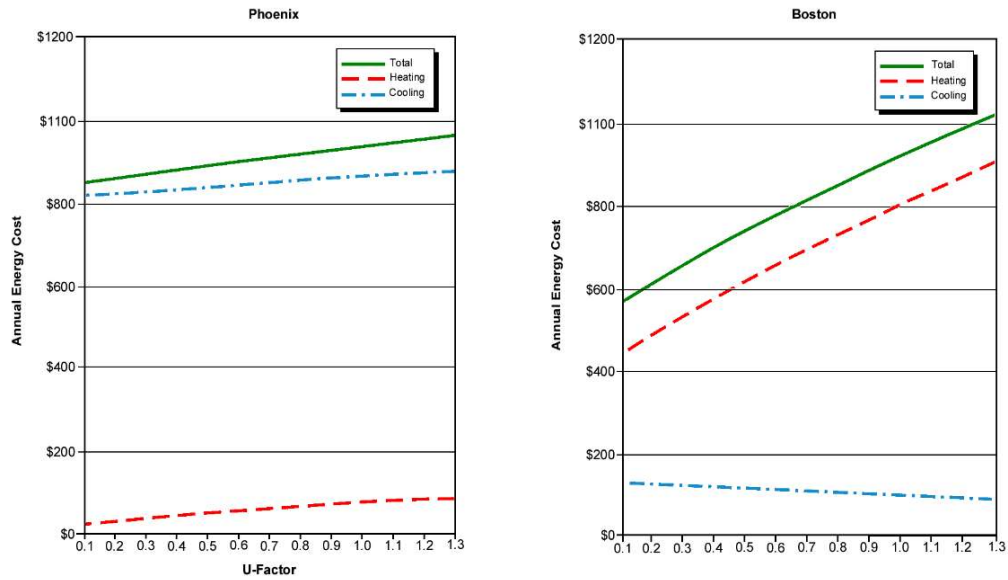 Phoenix
$1200
$1100
$800
$600
$400
$200
$0
Annual Energy Cost
Total
Heating
Cooling
0.1 0.2 0.3 0.4 0.5 0.6 0.7 0.8 0.9 1.0 1.1 1.2 1.3
U-Factor
Boston
$1200
$1100
$800
$600
$400
$200
$0
Annual Energy Cost
Total
Heating
Cooling
0.1 0.2 0.3 0.4 0.5 0.6 0.7 0.8 0.9 1.0 1.1 1.2 1.3